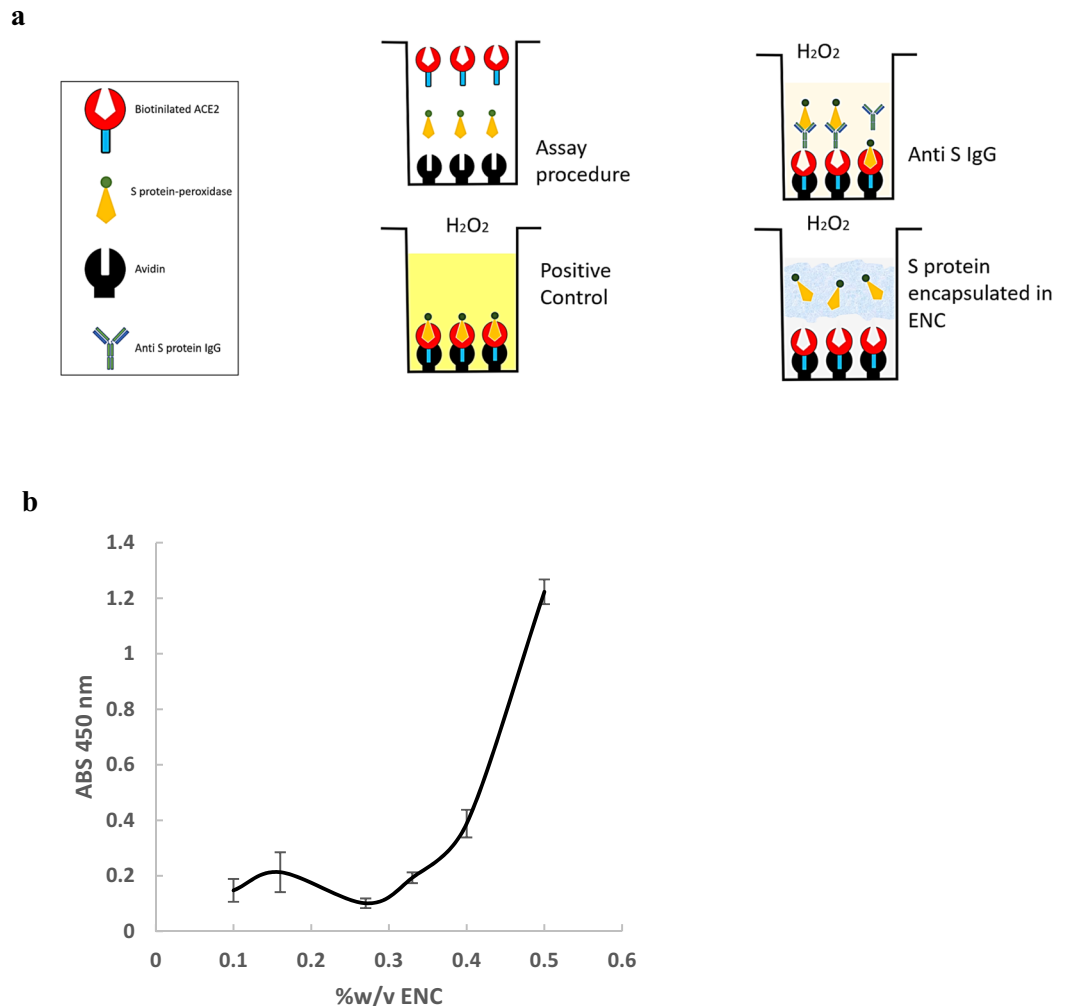 a
Biotinilated ACE2
S protein-peroxidase
Avidin
Anti S protein IgG
Assay
procedure
H₂O₂
Positive
Control
H₂O₂
Anti S IgG
H₂O₂
S protein
encapsulated in
ENC
b
1.4
1.2
1
0.8
0.6
0.4
0.2
0
ABS 450 nm
0
0.1
0.2
0.3
0.4
0.5
0.6
%w/v ENC